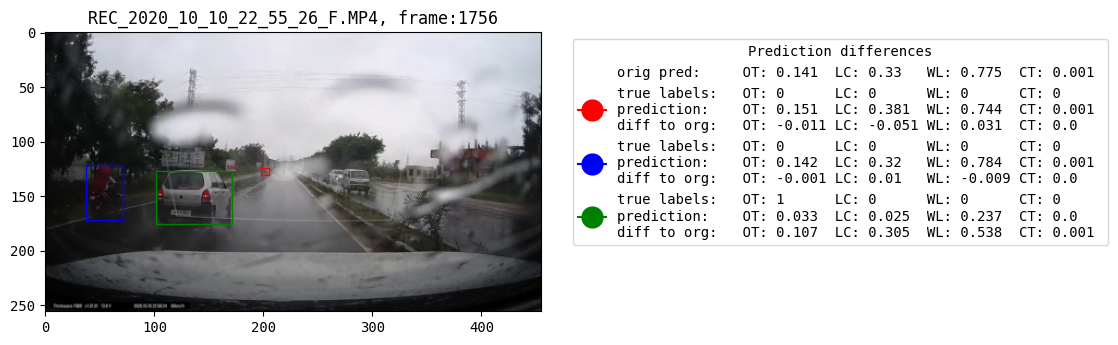 REC_2020_10_10_22_55_26_F.MP4, frame:1756
0
50
100
150
200
250
0 100 200 300 400
Prediction differences
orig pred: OT: 0.141 LC: 0.33 WL: 0.775 CT: 0.001
true labels: OT: 0 LC: 0 WL: 0 CT: 0
prediction: OT: 0.151 LC: 0.381 WL: 0.744 CT: 0.001
diff to org: OT: -0.011 LC: -0.051 WL: 0.031 CT: 0.0
true labels: OT: 0 LC: 0 WL: 0 CT: 0
prediction: OT: 0.142 LC: 0.32 WL: 0.784 CT: 0.001
diff to org: OT: -0.001 LC: 0.01 WL: -0.009 CT: 0.0
true labels: OT: 1 LC: 0 WL: 0 CT: 0
prediction: OT: 0.033 LC: 0.025 WL: 0.237 CT: 0.0
diff to org: OT: 0.107 LC: 0.305 WL: 0.538 CT: 0.001